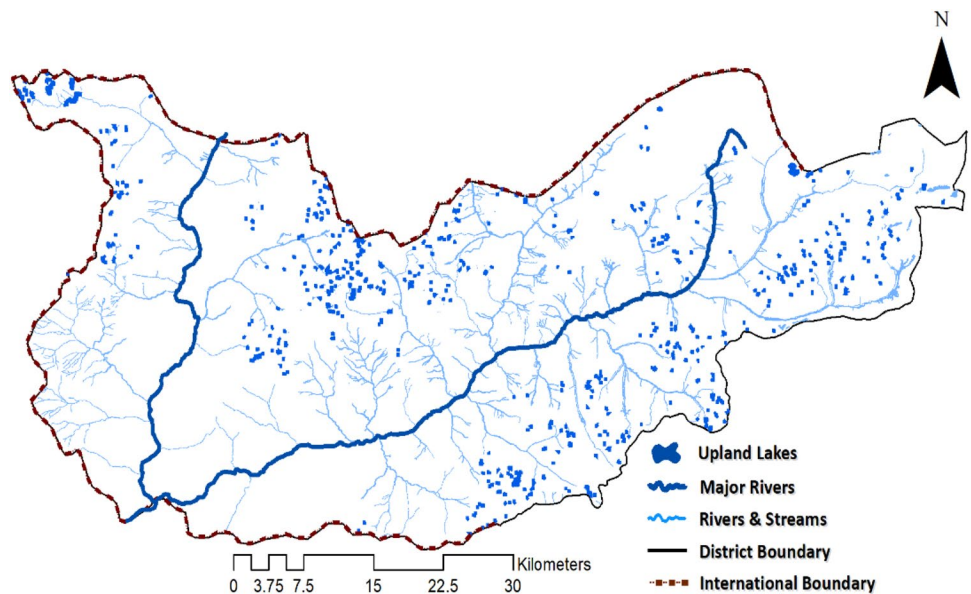 N
Upland Lakes
Major Rivers
Rivers & Streams
District Boundary
International Boundary
Kilometers
0 3.75 7.5 15 22.5 30